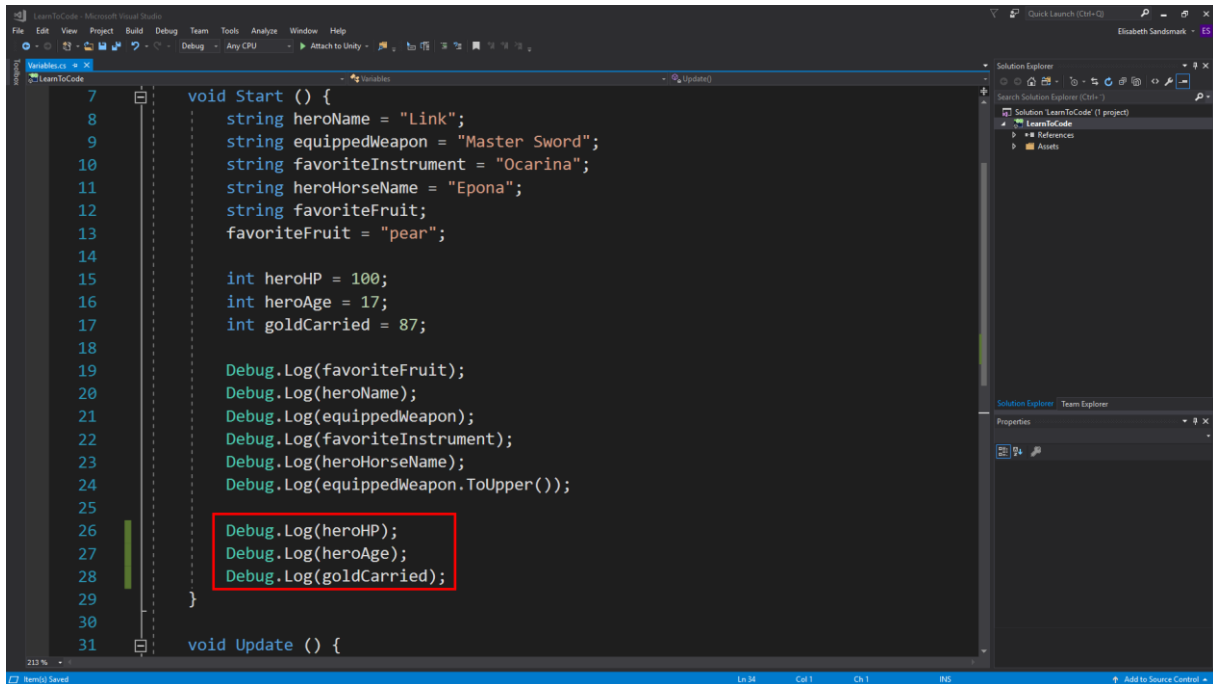 LearnToCode - Microsoft Visual Studio
Quick Launch (Ctrl+Q)
File Edit View Project Build Debug Team Tools Analyze Window Help
Elisabeth Sandsmark
ES
Debug
Any CPU
Attach to Unity
Toolbox
Variables.cs
LearnToCode
Variables
Update()
7 void Start () {
8 string heroName = "Link";
9 string equippedWeapon = "Master Sword";
10 string favoriteInstrument = "Ocarina";
11 string heroHorseName = "Epona";
12 string favoriteFruit;
13 favoriteFruit = "pear";
14
15 int heroHP = 100;
16 int heroAge = 17;
17 int goldCarried = 87;
18
19 Debug.Log(favoriteFruit);
20 Debug.Log(heroName);
21 Debug.Log(equippedWeapon);
22 Debug.Log(favoriteInstrument);
23 Debug.Log(heroHorseName);
24 Debug.Log(equippedWeapon.ToUpper());
25
26 Debug.Log(heroHP);
27 Debug.Log(heroAge);
28 Debug.Log(goldCarried);
29 }
30
31 void Update () {
213 %
Solution Explorer
Search Solution Explorer (Ctrl+¨)
Solution 'LearnToCode' (1 project)
LearnToCode
References
Assets
Solution Explorer Team Explorer
Properties
Item(s) Saved
Ln 34 Col 1 Ch 1 INS
Add to Source Control